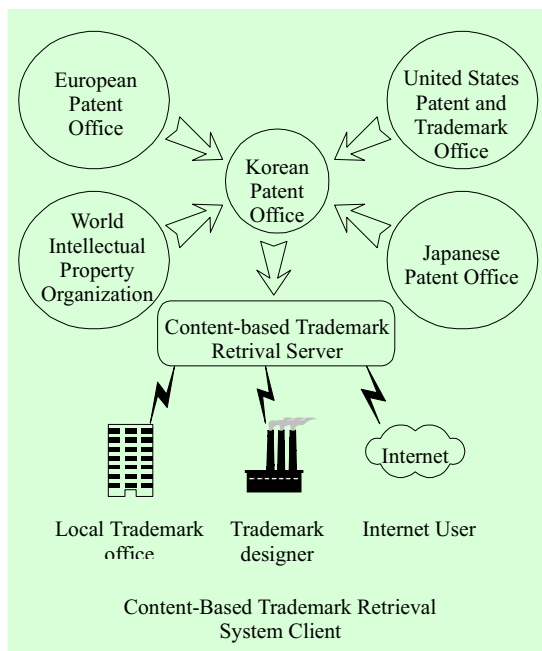 European
Patent
Office
United States
Patent and
Trademark
Office
Korean
Patent
Office
World
Intellectual
Property
Organization
Japanese
Patent Office
Content-based Trademark
Retrival Server
Internet
Local Trademark
office
Trademark
designer
Internet User
Content-Based Trademark Retrieval
System Client